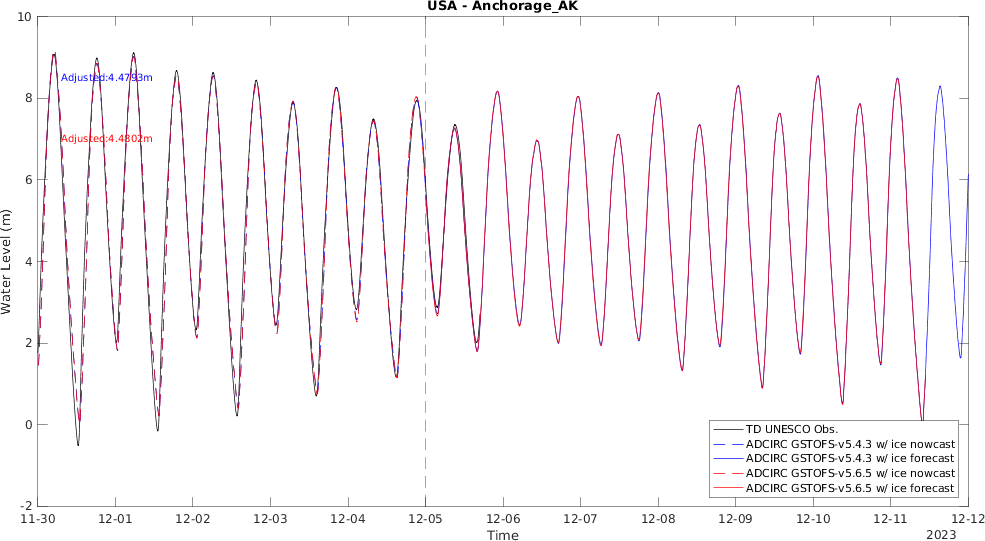 USA - Anchorage_AK
10
8
6
4
2
0
-2
Water Level (m)
Adjusted:4.4793m
Adjusted:4.4802m
TD UNESCO Obs.
ADCIRC GSTOFS-v5.4.3 w/ ice nowcast
ADCIRC GSTOFS-v5.4.3 w/ ice forecast
ADCIRC GSTOFS-v5.6.5 w/ ice nowcast
ADCIRC GSTOFS-v5.6.5 w/ ice forecast
11-30 12-01 12-02 12-03 12-04 12-05 12-06 12-07 12-08 12-09 12-10 12-11 12-12
Time
2023